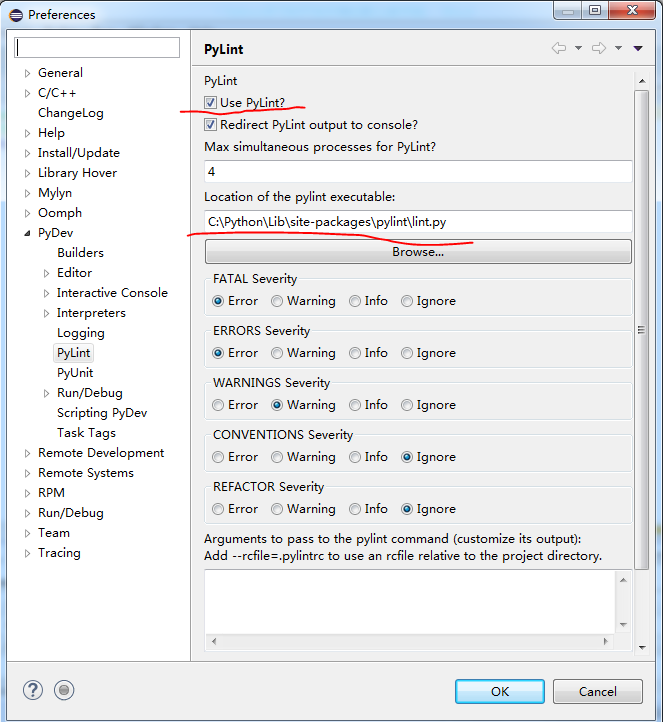 Preferences
General
C/C++
ChangeLog
Help
Install/Update
Library Hover
Mylyn
Oomph
PyDev
Builders
Editor
Interactive Console
Interpreters
Logging
PyLint
PyUnit
Run/Debug
Scripting PyDev
Task Tags
Remote Development
Remote Systems
RPM
Run/Debug
Team
Tracing
PyLint
PyLint
Use PyLint?
Redirect PyLint output to console?
Max simultaneous processes for PyLint?
4
Location of the pylint executable:
C:\Python\Lib\site-packages\pylint\lint.py
Browse...
FATAL Severity
Error Warning Info Ignore
ERRORS Severity
Error Warning Info Ignore
WARNINGS Severity
Error Warning Info Ignore
CONVENTIONS Severity
Error Warning Info Ignore
REFACTOR Severity
Error Warning Info Ignore
Arguments to pass to the pylint command (customize its output):
Add --rcfile=.pylintrc to use an rcfile relative to the project directory.
?
OK Cancel